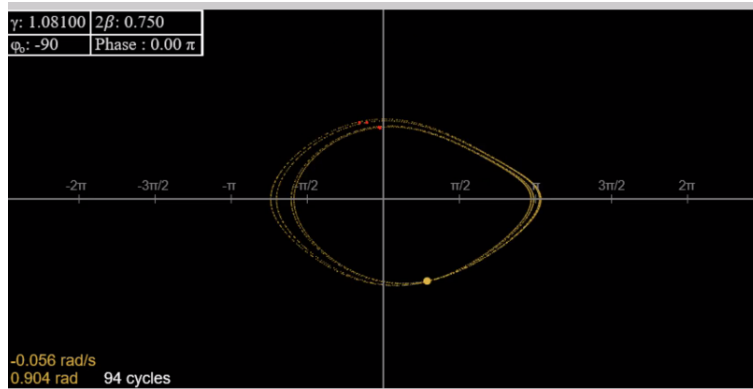 γ: 1.08100 2β: 0.750
φ₀: -90 Phase : 0.00 π
-2π -3π/2 -π -π/2 π/2 π 3π/2 2π
-0.056 rad/s
0.904 rad 94 cycles